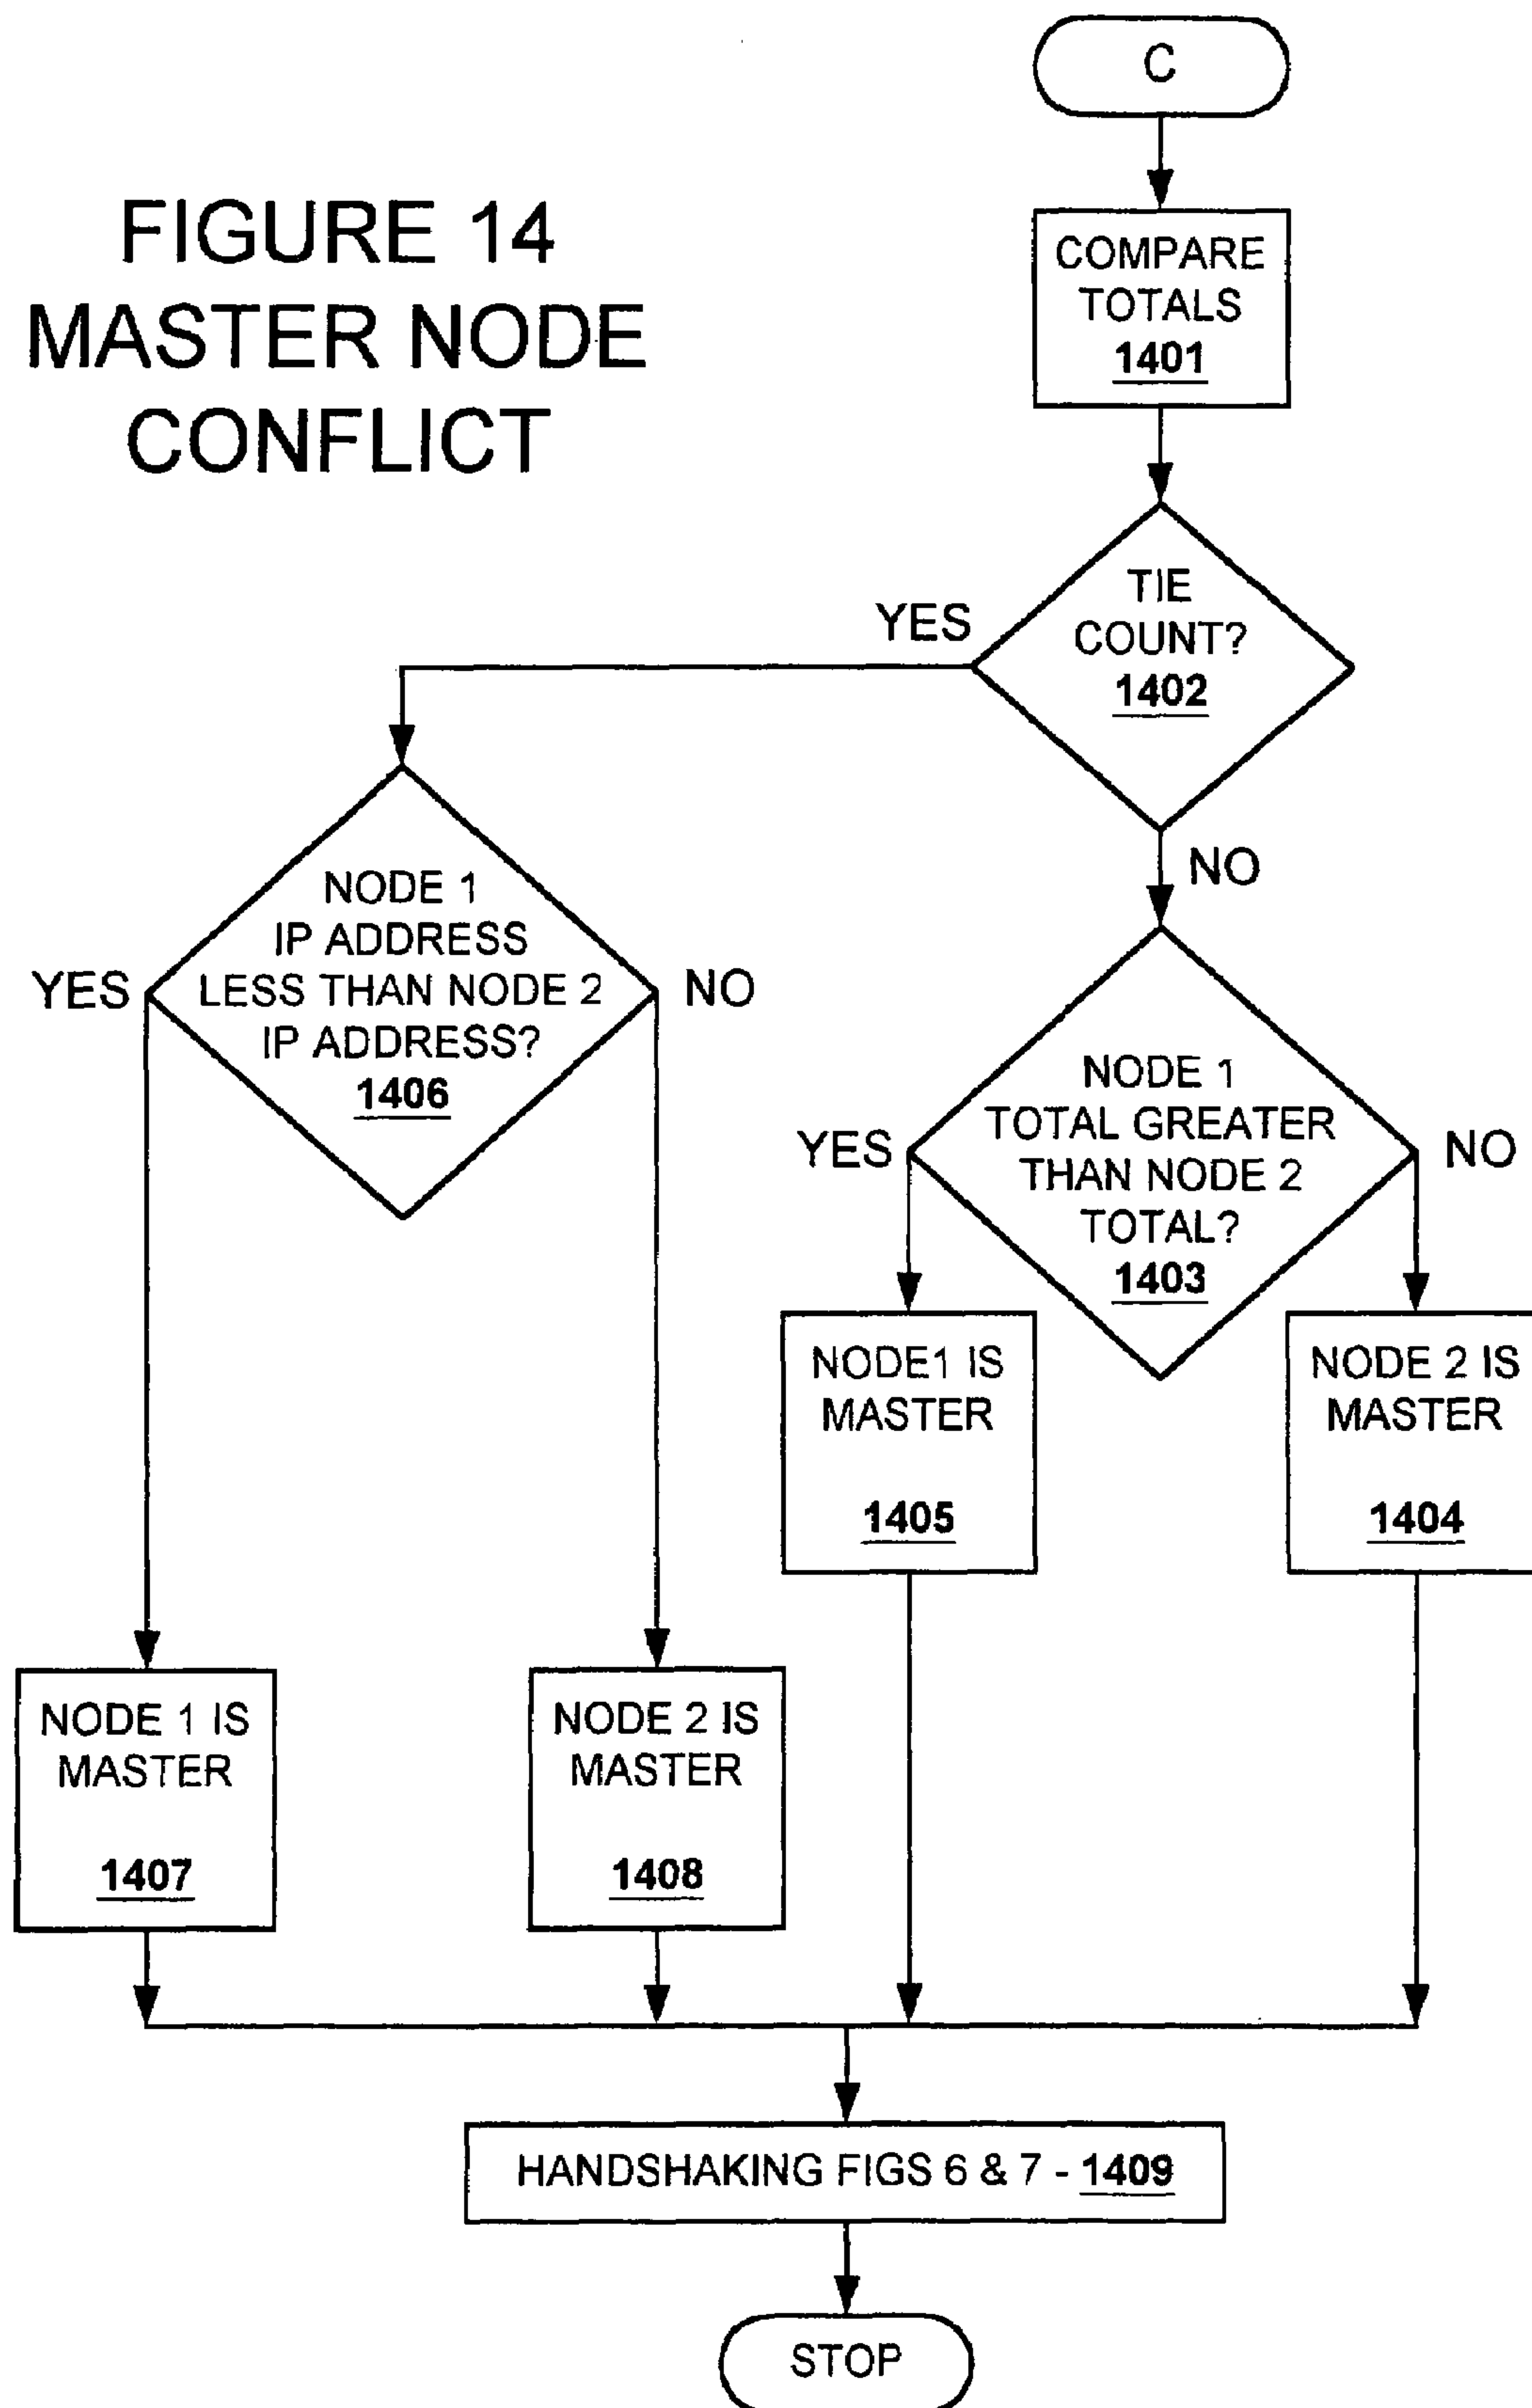 FIGURE 14
MASTER NODE
CONFLICT
C
COMPARE
TOTALS
1401
TIE
COUNT?
1402
YES
NO
NODE 1
IP ADDRESS
LESS THAN NODE 2
IP ADDRESS?
1406
YES
NO
NODE 1
TOTAL GREATER
THAN NODE 2
TOTAL?
1403
YES
NO
NODE1 IS
MASTER
1405
NODE 2 IS
MASTER
1404
NODE 1 IS
MASTER
1407
NODE 2 IS
MASTER
1408
HANDSHAKING FIGS 6 & 7 - 1409
STOP